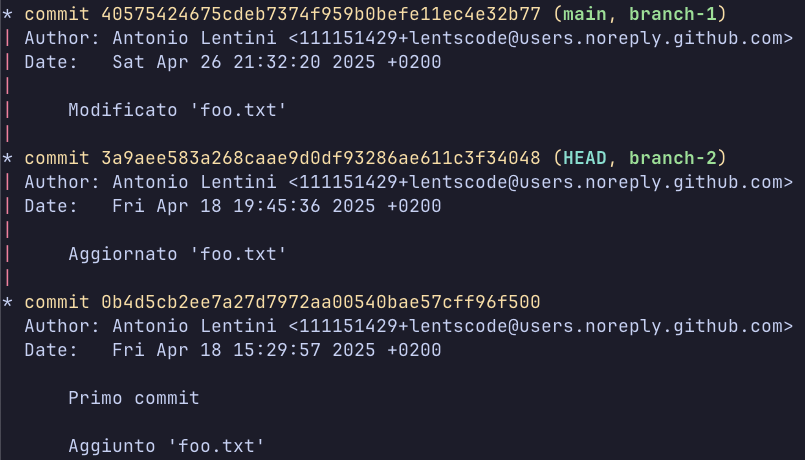 * commit 40575424675cdeb7374f959b0befe11ec4e32b77 (main, branch-1)
| Author: Antonio Lentini <111151429+lentscode@users.noreply.github.com>
| Date:   Sat Apr 26 21:32:20 2025 +0200
|
|     Modificato 'foo.txt'
|
* commit 3a9aee583a268caae9d0df93286ae611c3f34048 (HEAD, branch-2)
| Author: Antonio Lentini <111151429+lentscode@users.noreply.github.com>
| Date:   Fri Apr 18 19:45:36 2025 +0200
|
|     Aggiornato 'foo.txt'
|
* commit 0b4d5cb2ee7a27d7972aa00540bae57cff96f500
  Author: Antonio Lentini <111151429+lentscode@users.noreply.github.com>
  Date:   Fri Apr 18 15:29:57 2025 +0200

      Primo commit

      Aggiunto 'foo.txt'